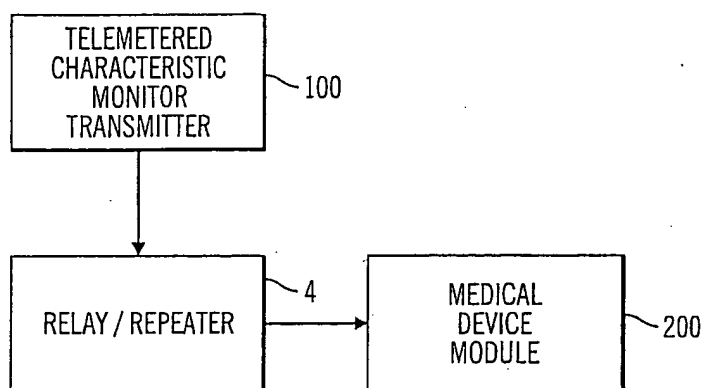 TELEMETERED
CHARACTERISTIC
MONITOR
TRANSMITTER
100
RELAY / REPEATER
4
MEDICAL
DEVICE
MODULE
200